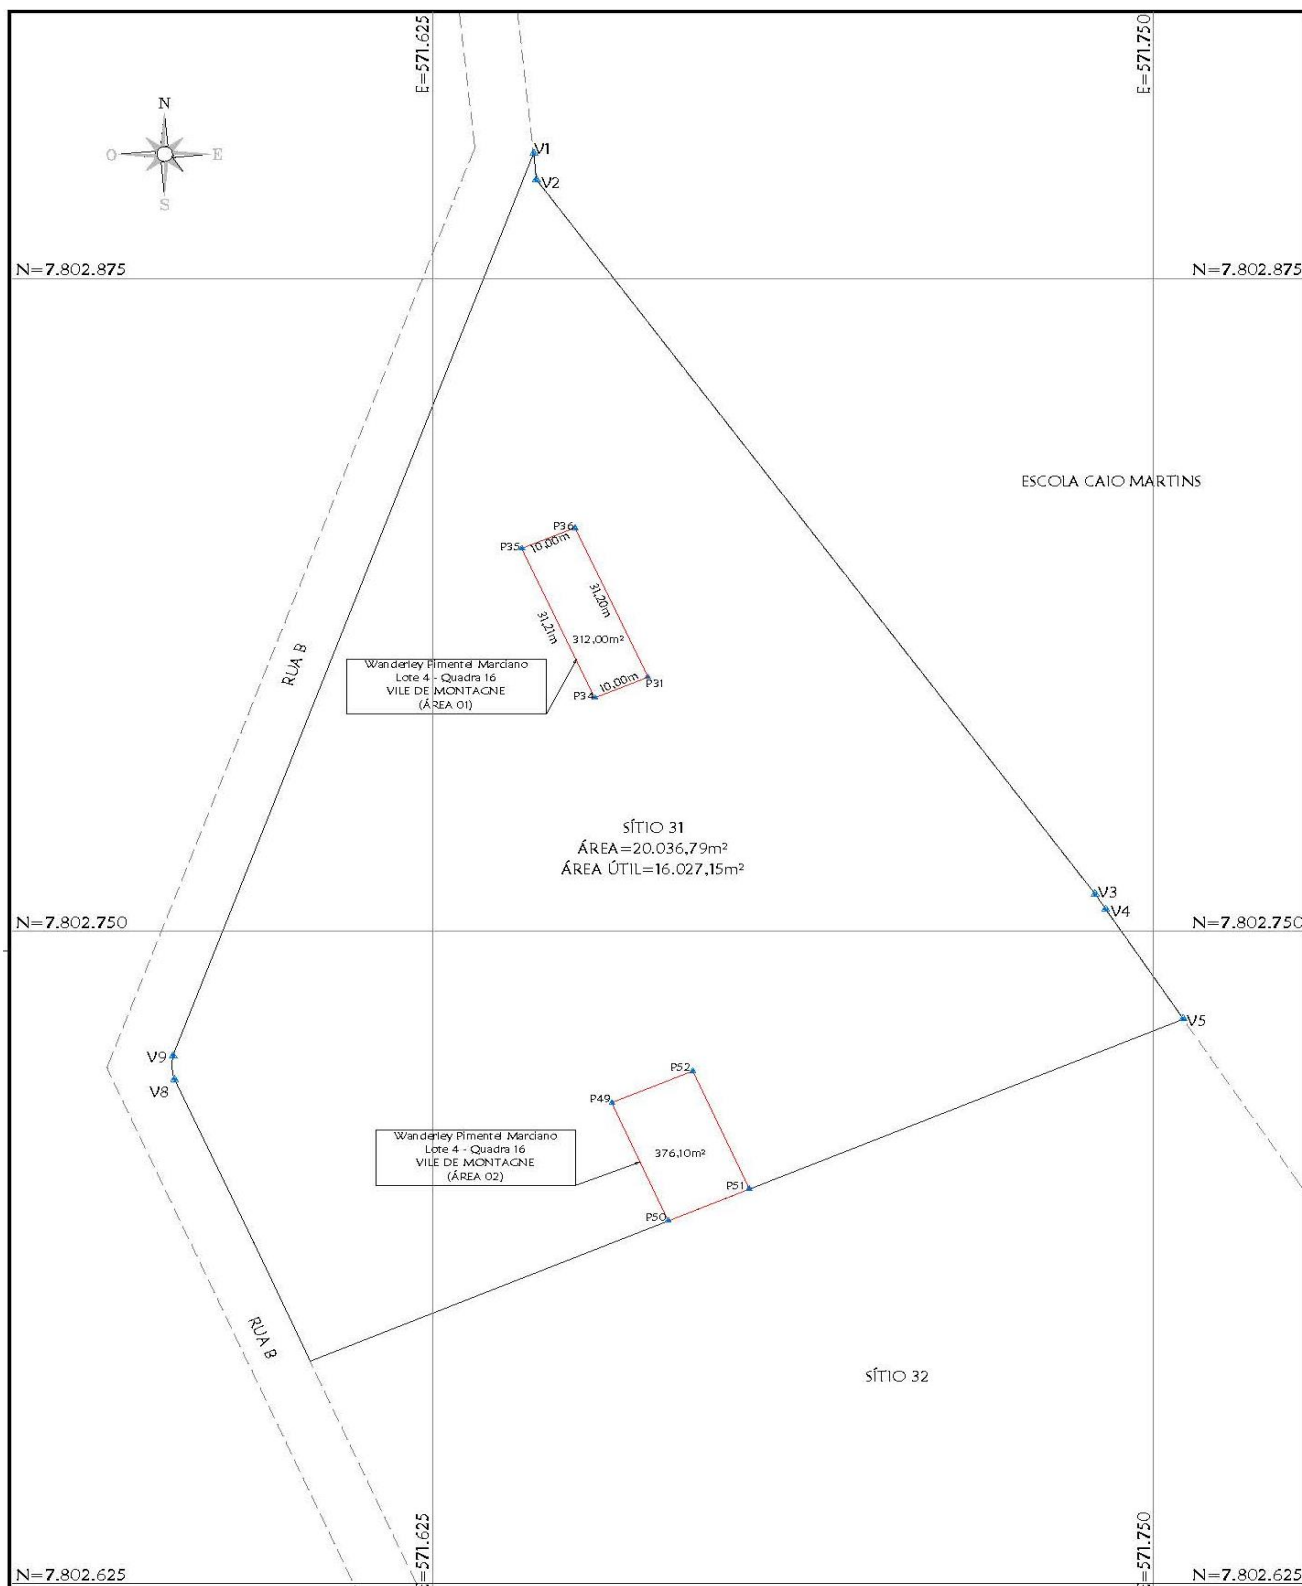 E=571.625
E=571.750
N
O
E
S
V1
V2
N=7.802.875
N=7.802.875
ESCOLA CAIO MARTINS
P36
P35
10,00m
31,20m
31,21m
312,00m²
RUA B
Wanderley Pimentel Marciano
Lote 4 - Quadra 16
VILE DE MONTAGNE
(ÁREA 01)
10,00m
P31
P34
SÍTIO 31
ÁREA=20.036,79m²
ÁREA ÚTIL=16.027,15m²
V3
V4
N=7.802.750
N=7.802.750
V5
V9
V8
P52
P49
Wanderley Pimentel Marciano
Lote 4 - Quadra 16
VILE DE MONTAGNE
(ÁREA 02)
376,10m²
P51
P50
RUA B
SÍTIO 32
E=571.625
E=571.750
N=7.802.625
N=7.802.625